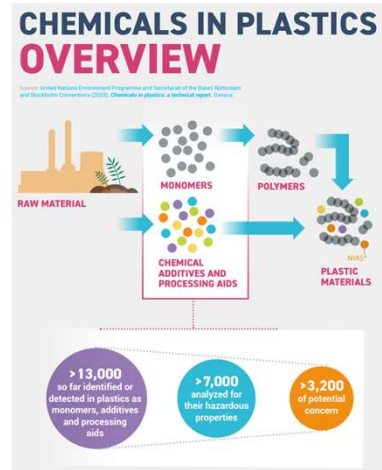 CHEMICALS IN PLASTICS
OVERVIEW
Source: United Nations Environment Programme and Secretariat of the Basel, Rotterdam
and Stockholm Conventions (2023). Chemicals in plastics: a technical report. Geneva.
MONOMERS
POLYMERS
RAW MATERIAL
CHEMICAL
ADDITIVES AND
PROCESSING AIDS
NIAS*
PLASTIC
MATERIALS
>13,000
so far identified or
detected in plastics as
monomers, additives
and processing
aids
>7,000
analyzed for
their hazardous
properties
>3,200
of potential
concern